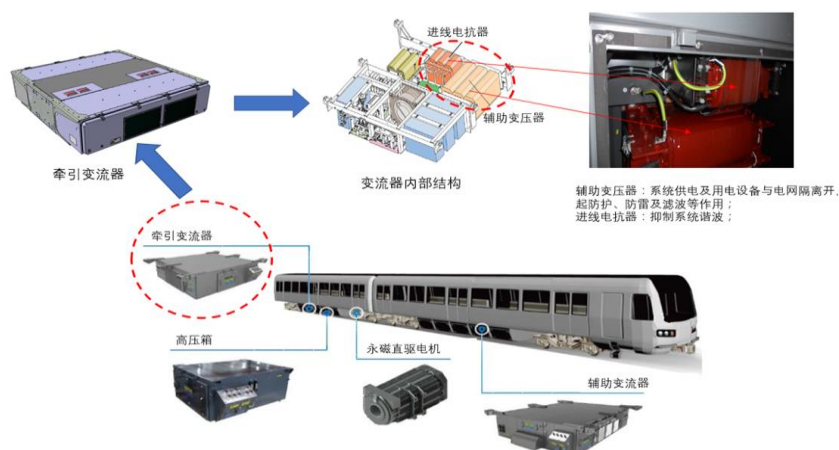 进线电抗器
辅助变压器
牵引变流器
变流器内部结构
辅助变压器：系统供电及用电设备与电网隔离开、
起防护、防雷及滤波等作用；
进线电抗器：抑制系统谐波；
牵引变流器
高压箱
永磁直驱电机
辅助变流器